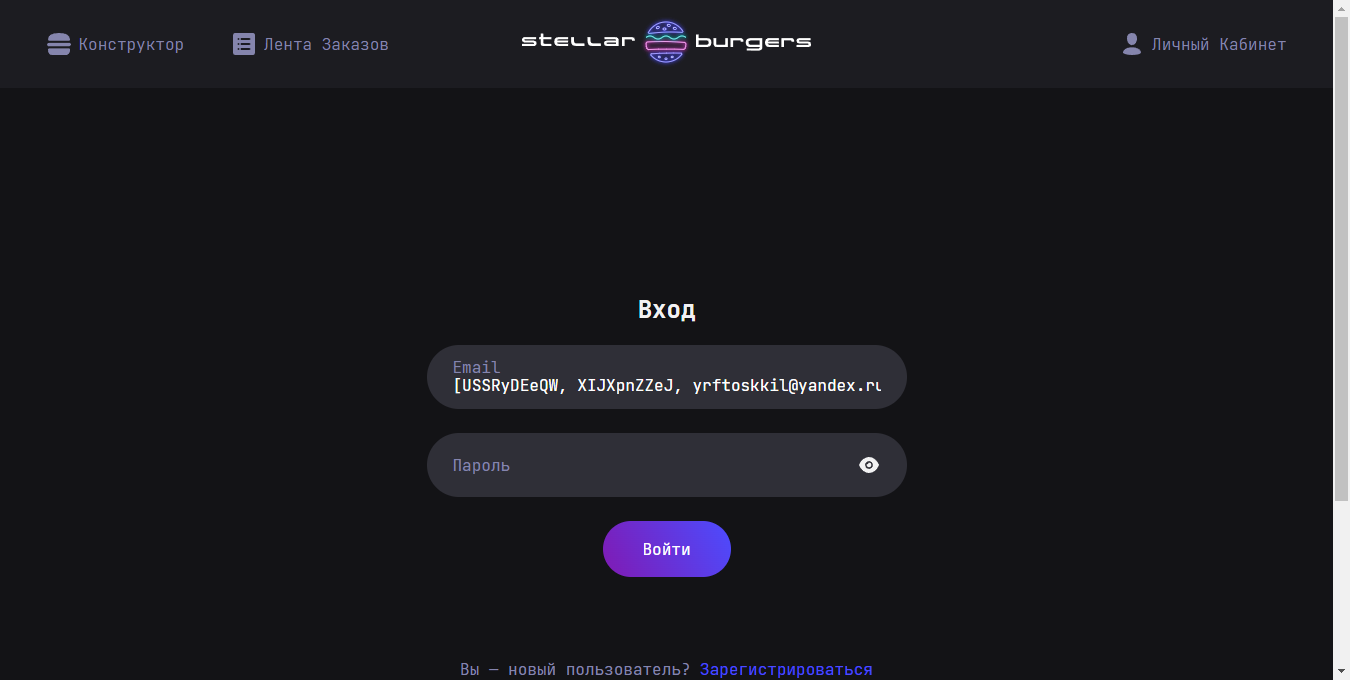 Конструктор
Лента Заказов
stellar burgers
Личный Кабинет
Вход
Email
[USSRyDEeQW, XIJXpnZZeJ, yrftoskkil@yandex.ru
Пароль
Войти
Вы — новый пользователь? Зарегистрироваться